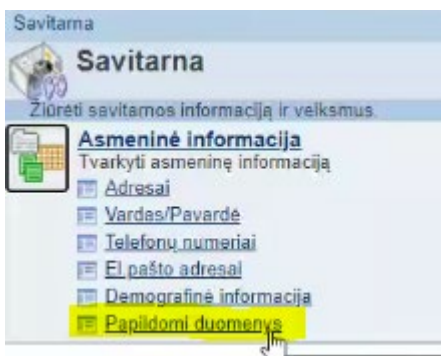 Savitarna
Savitarna
Žiūrėti savitarnos informaciją ir veiksmus.
Asmeninė informacija
Tvarkyti asmeninę informaciją
Adresai
Vardas/Pavardė
Telefonų numeriai
El.pašto adresai
Demografinė informacija
Papildomi duomenys